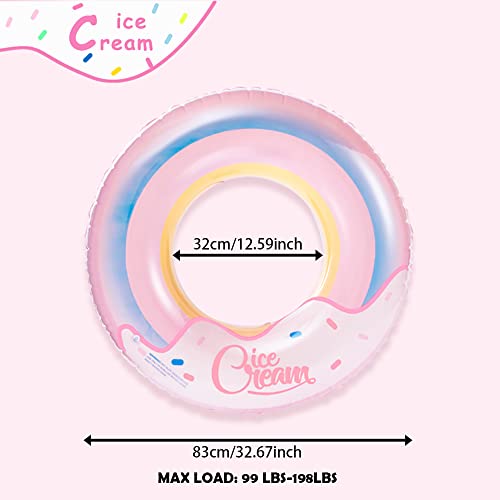 ice
Cream
32cm/12.59inch
ice
Cream
83cm/32.67inch
MAX LOAD: 99 LBS-198LBS